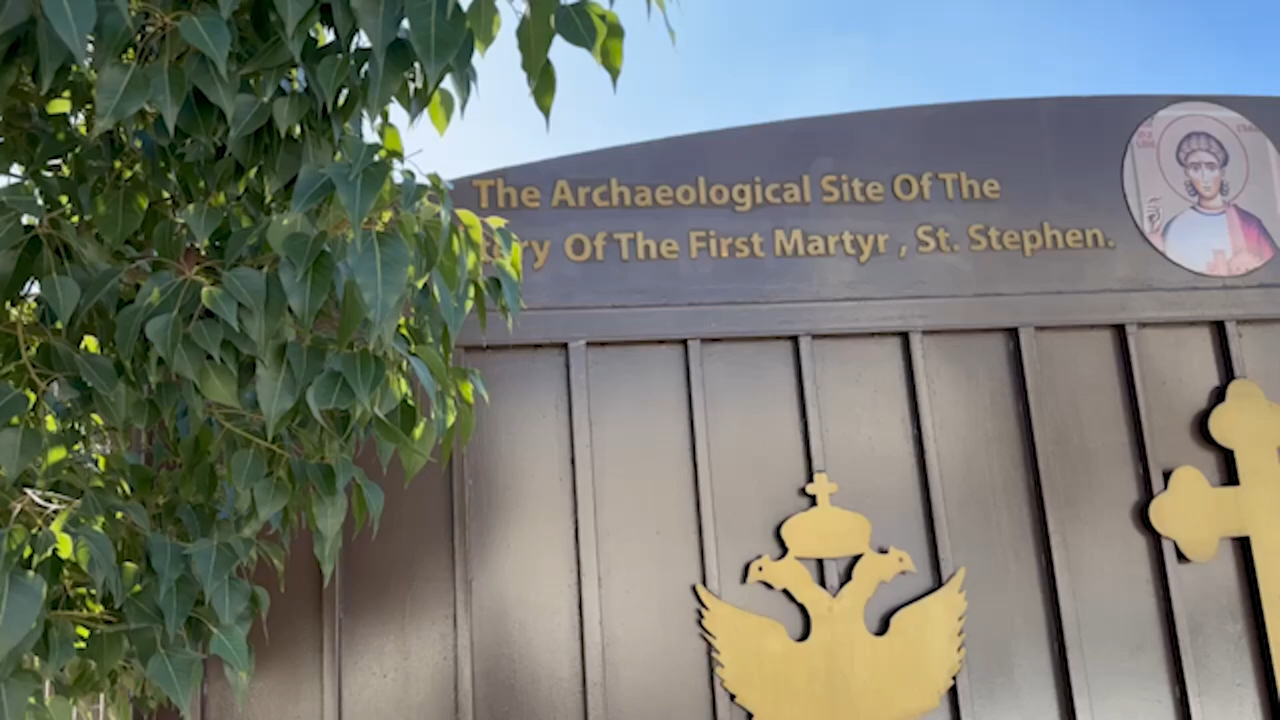 The Archaeological Site Of The
Of The First Martyr , St. Stephen.